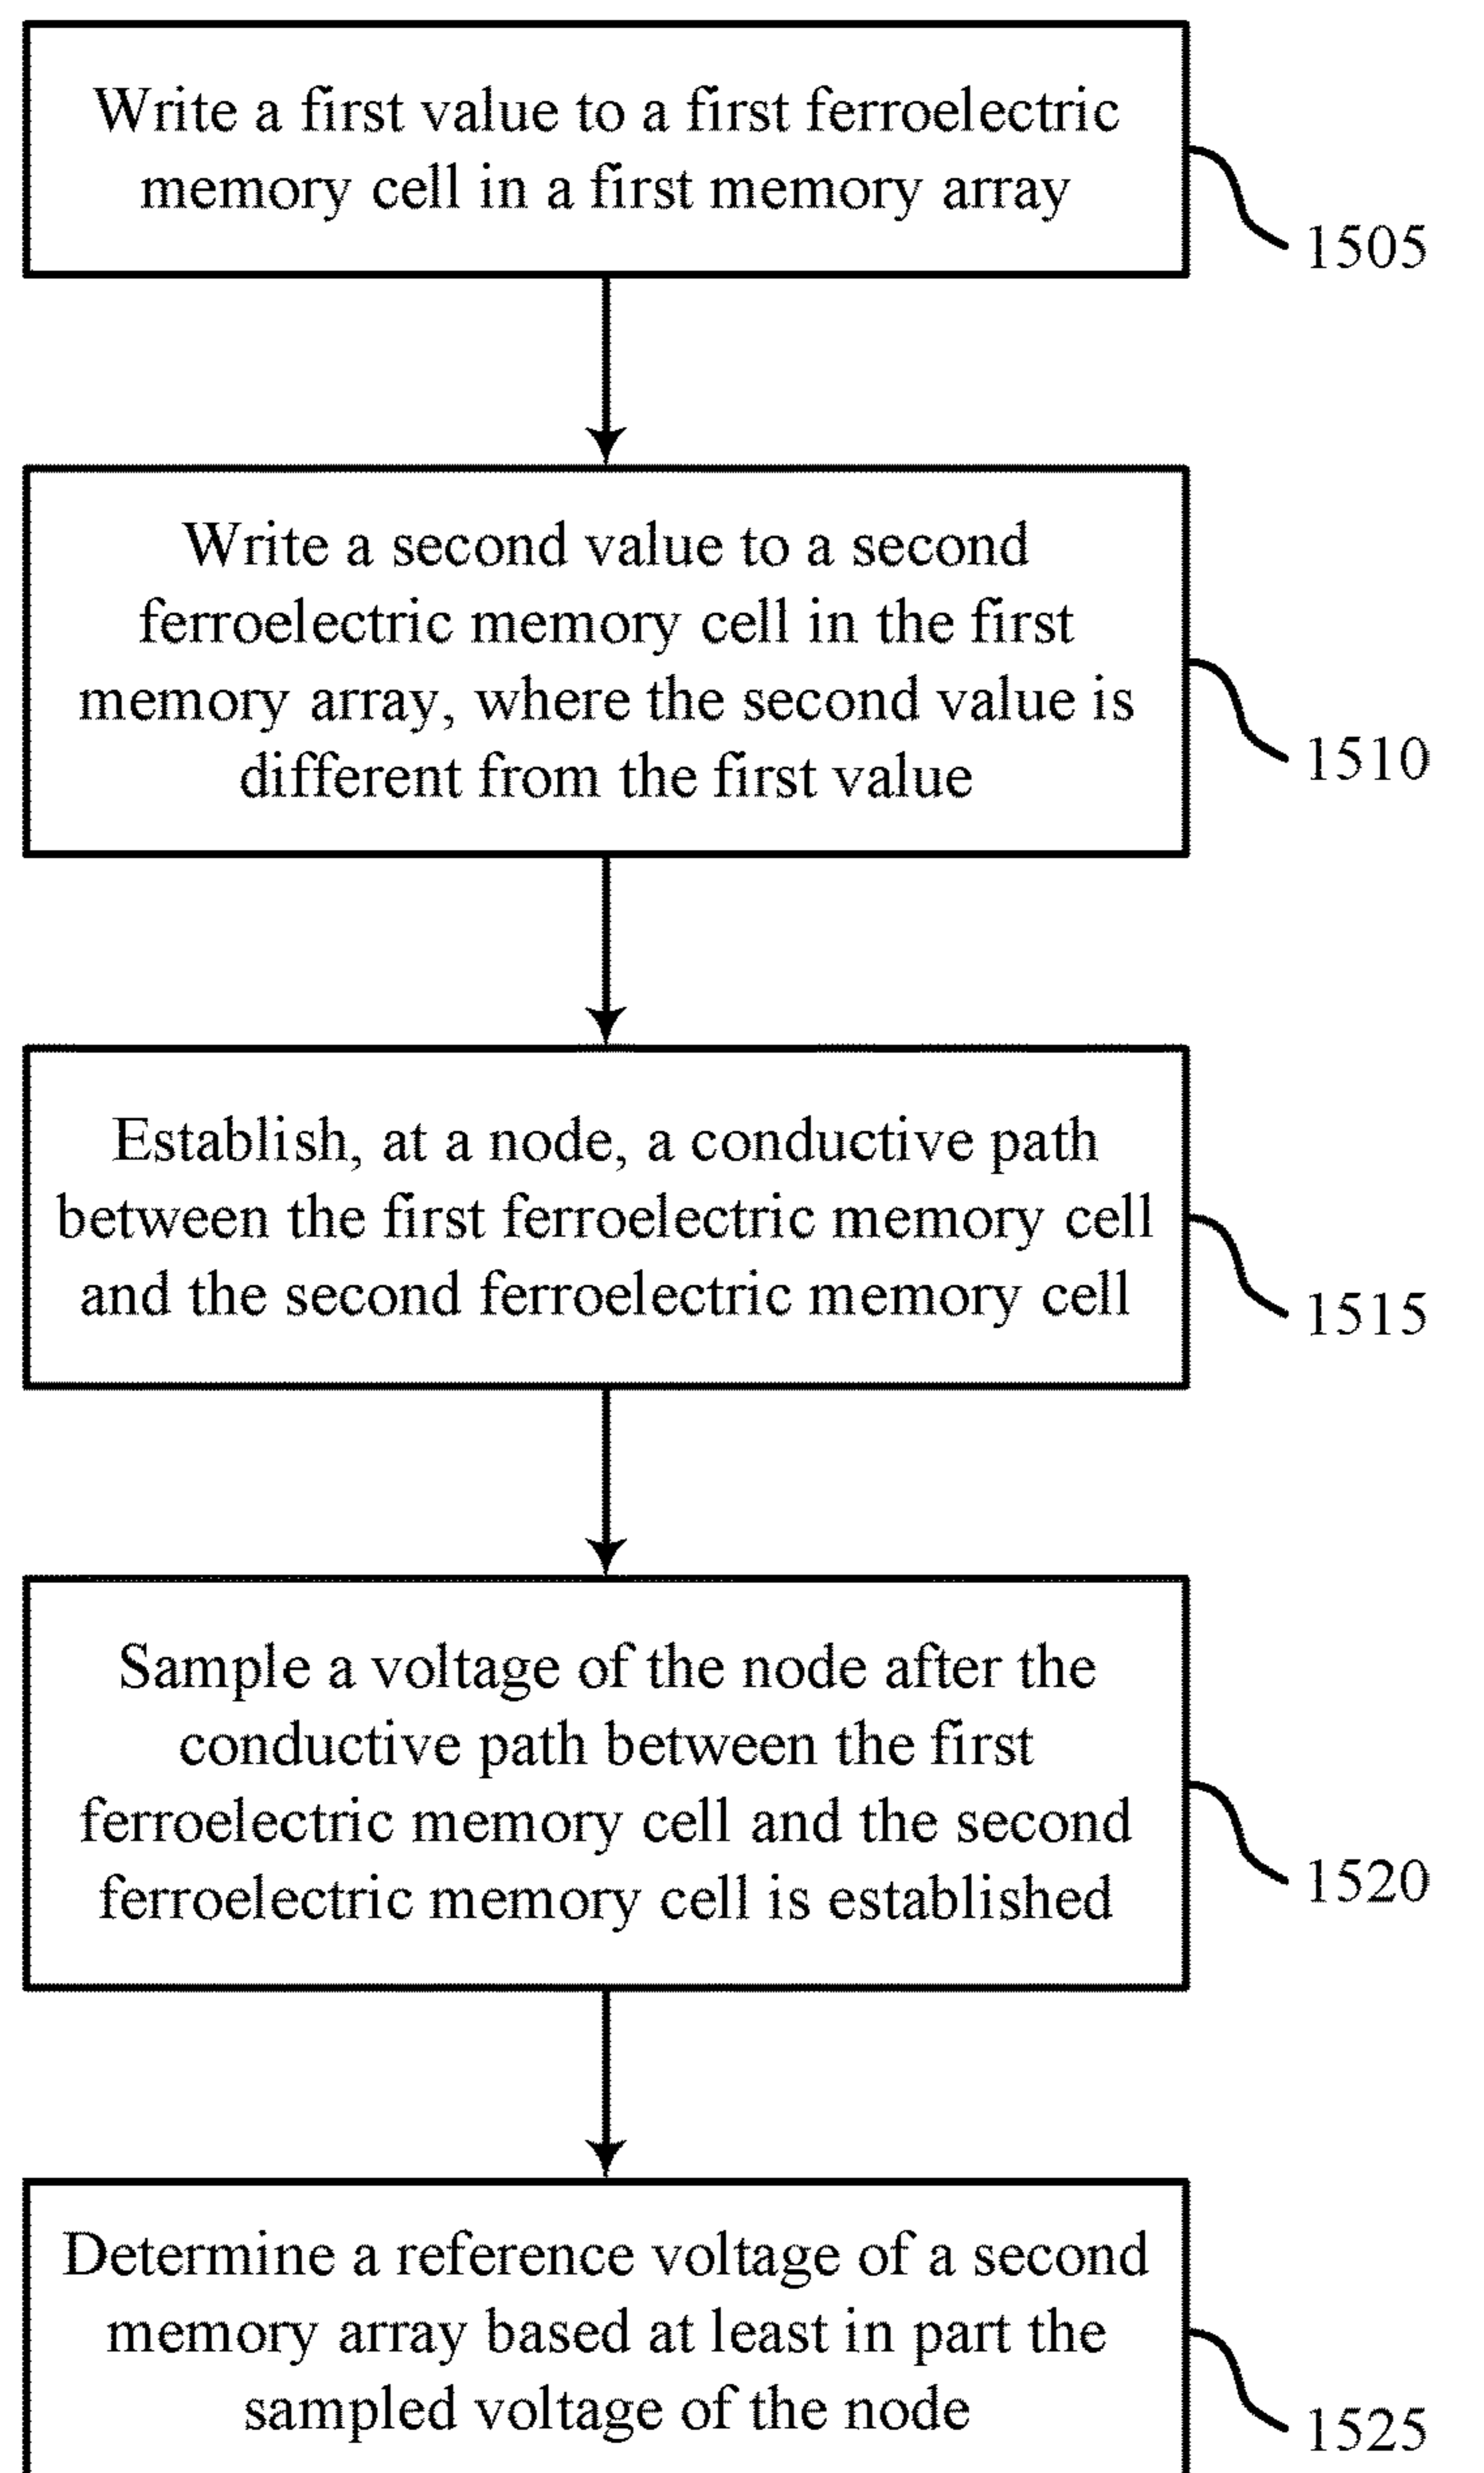 Write a first value to a first ferroelectric
memory cell in a first memory array
1505
Write a second value to a second
ferroelectric memory cell in the first
memory array, where the second value is
different from the first value
1510
Establish, at a node, a conductive path
between the first ferroelectric memory cell
and the second ferroelectric memory cell
1515
Sample a voltage of the node after the
conductive path between the first
ferroelectric memory cell and the second
ferroelectric memory cell is established
1520
Determine a reference voltage of a second
memory array based at least in part the
sampled voltage of the node
1525